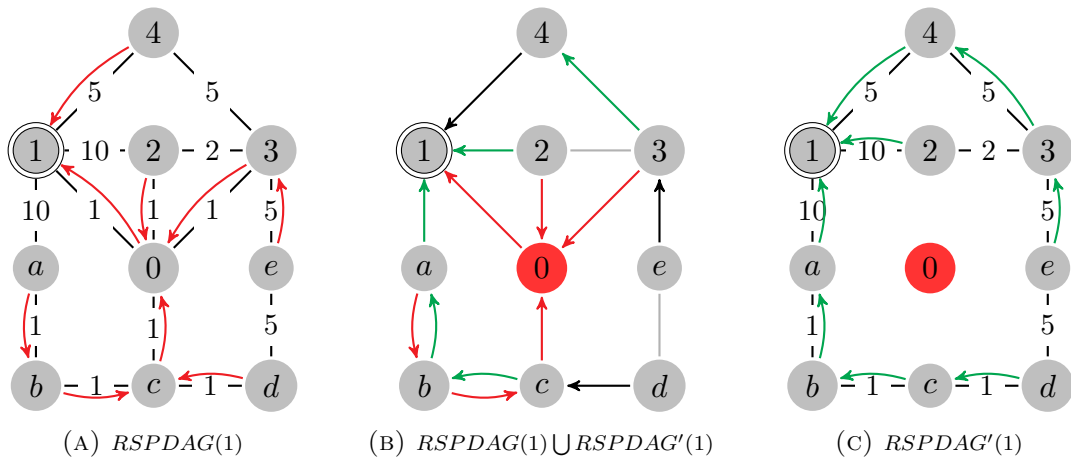 4 4 4
5 5 5 5
1 10 2 2 3 1 2 3 1 10 2 2 3
10 1 1 1 5 10 5
a 0 e a 0 e a 0 e
1 1 5 1 5
b 1 c 1 d b c d b 1 c 1 d
(A) RSPDAG(1) (B) RSPDAG(1) ⋃ RSPDAG′(1) (C) RSPDAG′(1)